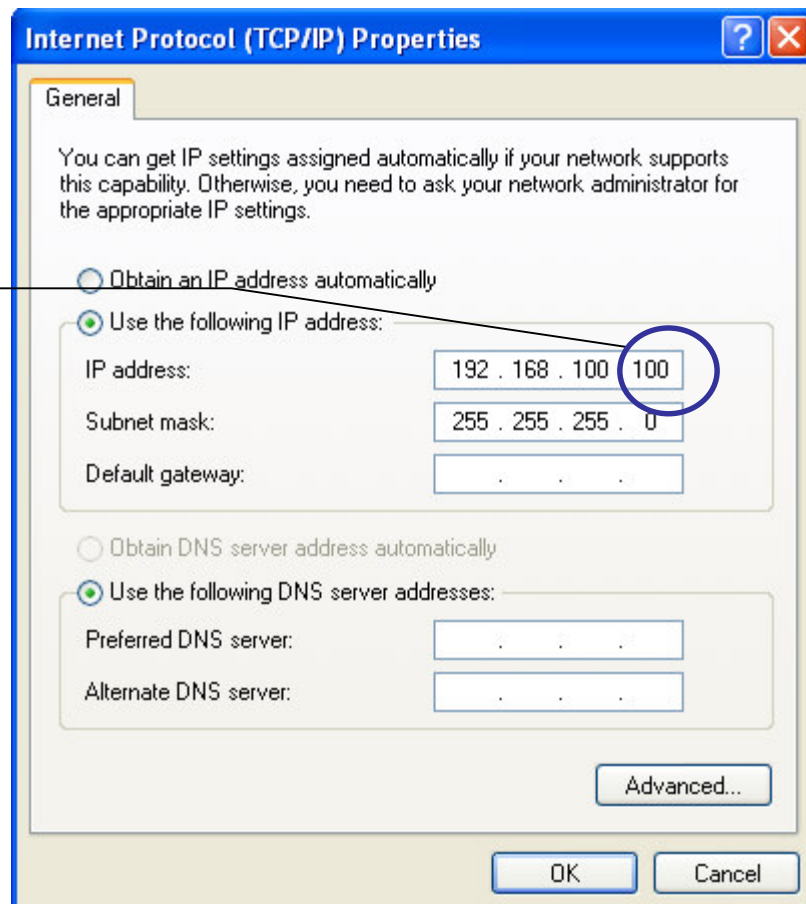 Internet Protocol (TCP/IP) Properties
General
You can get IP settings assigned automatically if your network supports
this capability. Otherwise, you need to ask your network administrator for
the appropriate IP settings.
Obtain an IP address automatically
Use the following IP address:
IP address: 192 . 168 . 100 100
Subnet mask: 255 . 255 . 255 . 0
Default gateway: . . .
Obtain DNS server address automatically
Use the following DNS server addresses:
Preferred DNS server: . . .
Alternate DNS server: . . .
Advanced...
OK Cancel